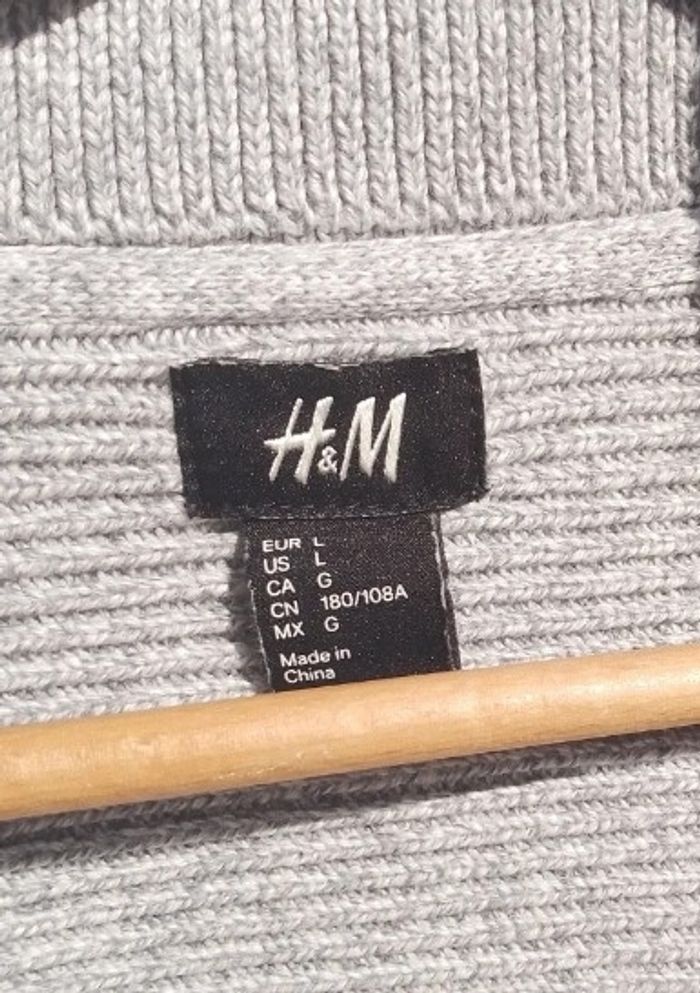 H&M
EUR L
US L
CA G
CN 180/108A
MX G
Made in
China